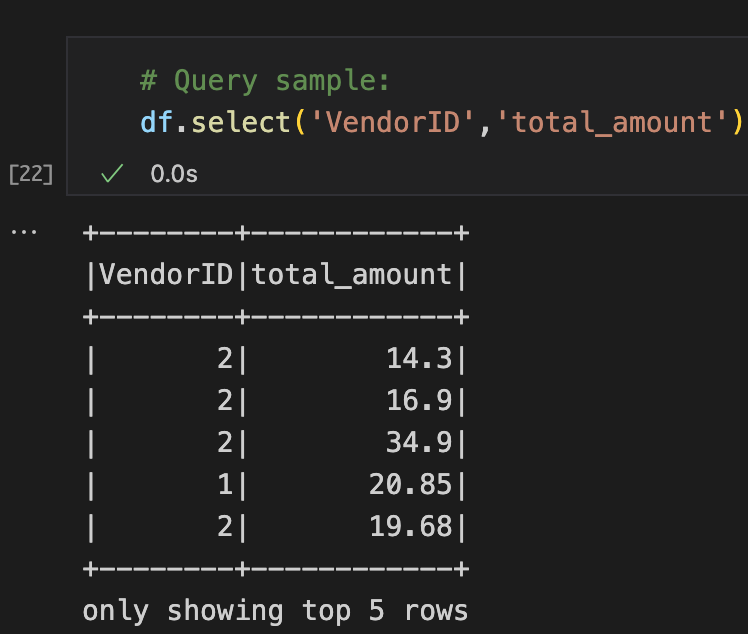 # Query sample:
df.select('VendorID','total_amount')
[22]
0.0s
...
+--------+------------+
|VendorID|total_amount|
+--------+------------+
|       2|        14.3|
|       2|        16.9|
|       2|        34.9|
|       1|       20.85|
|       2|       19.68|
+--------+------------+
only showing top 5 rows